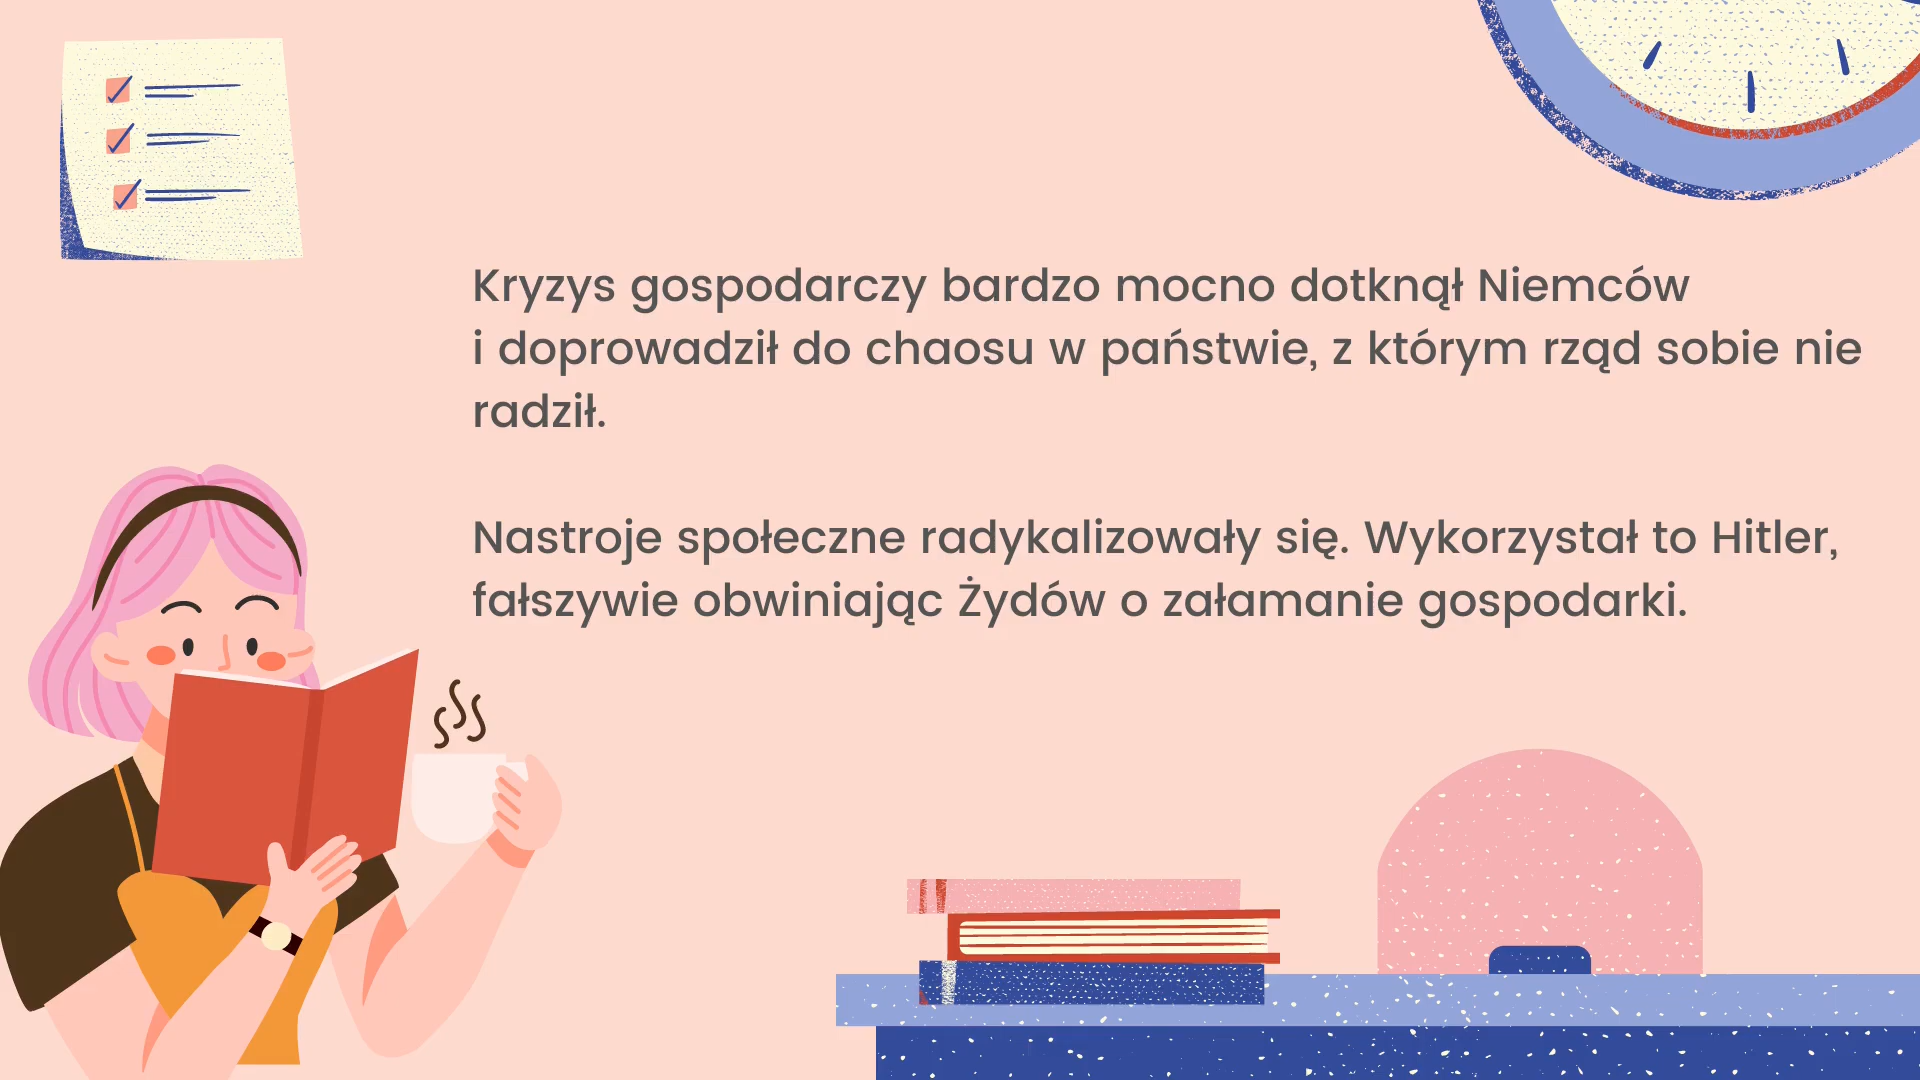 Kryzys gospodarczy bardzo mocno dotknął Niemców
i doprowadził do chaosu w państwie, z którym rząd sobie nie
radził.
Nastroje społeczne radykalizowały się. Wykorzystał to Hitler,
fałszywie obwiniając Żydów o załamanie gospodarki.